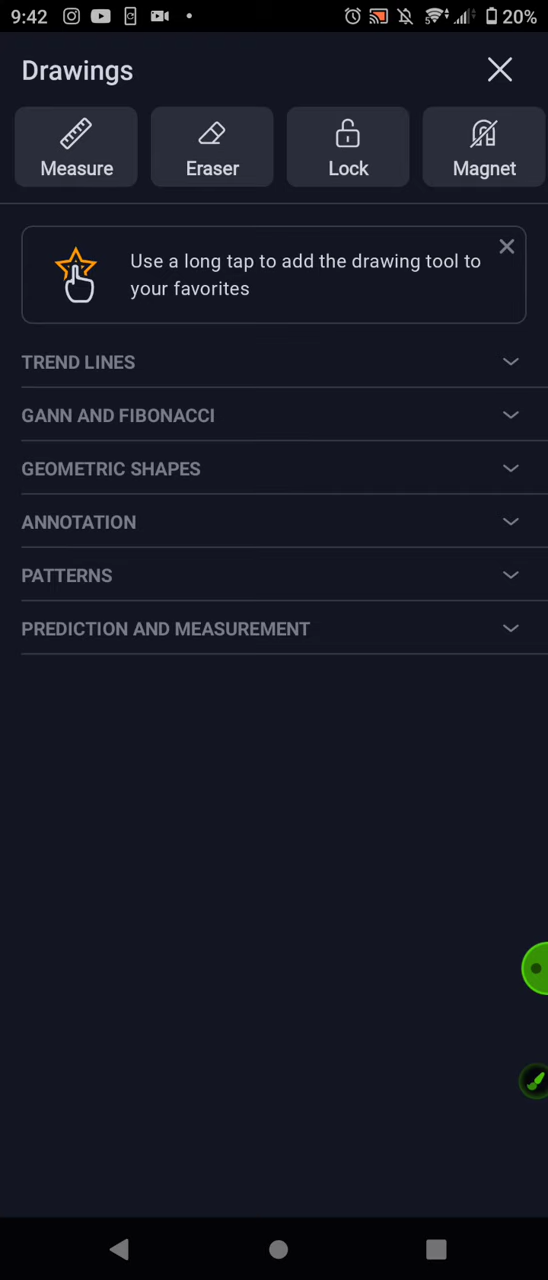 9:42
20%
Drawings
Measure
Eraser
Lock
Magnet
Use a long tap to add the drawing tool to
your favorites
TREND LINES
GANN AND FIBONACCI
GEOMETRIC SHAPES
ANNOTATION
PATTERNS
PREDICTION AND MEASUREMENT